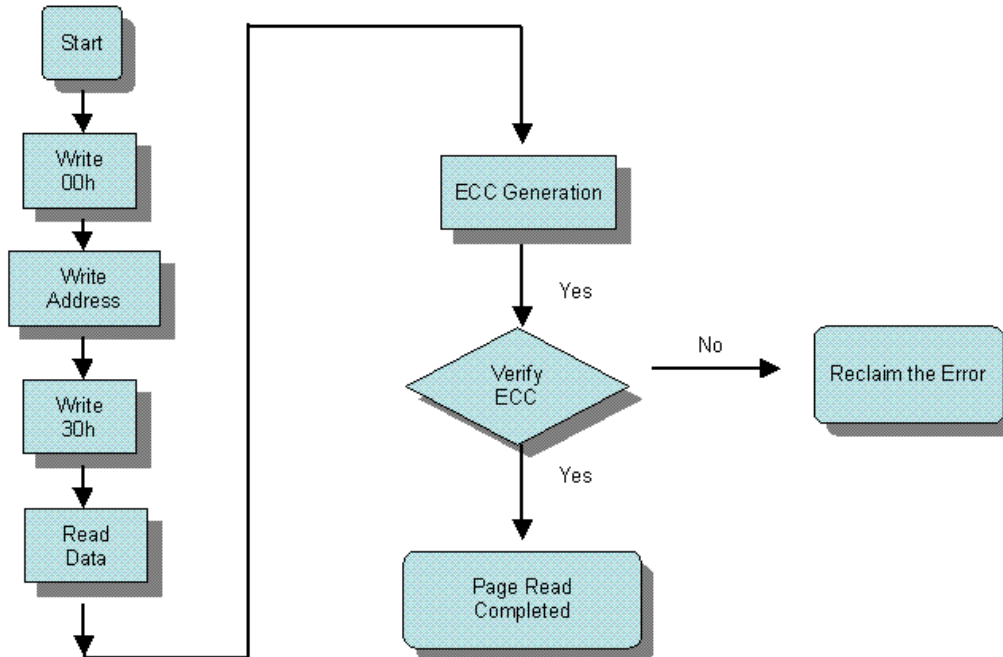 Start
Write
00h
Write
Address
Write
30h
Read
Data
ECC Generation
Yes
Verify
ECC
No
Reclaim the Error
Yes
Page Read
Completed